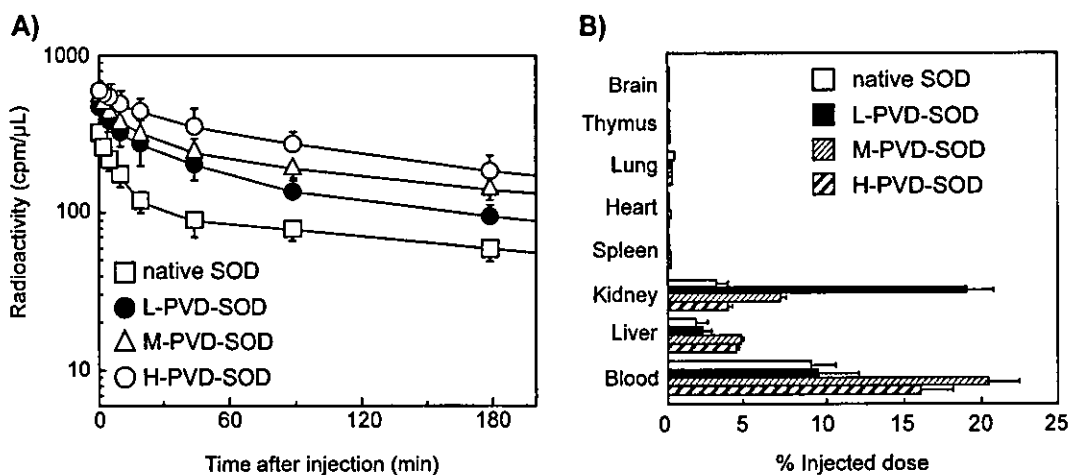 A)
1000
100
10
Radioactivity (cpm/μL)
native SOD
L-PVD-SOD
M-PVD-SOD
H-PVD-SOD
0 60 120 180
Time after injection (min)
B)
Brain
Thymus
Lung
Heart
Spleen
Kidney
Liver
Blood
native SOD
L-PVD-SOD
M-PVD-SOD
H-PVD-SOD
0 5 10 15 20 25
% Injected dose